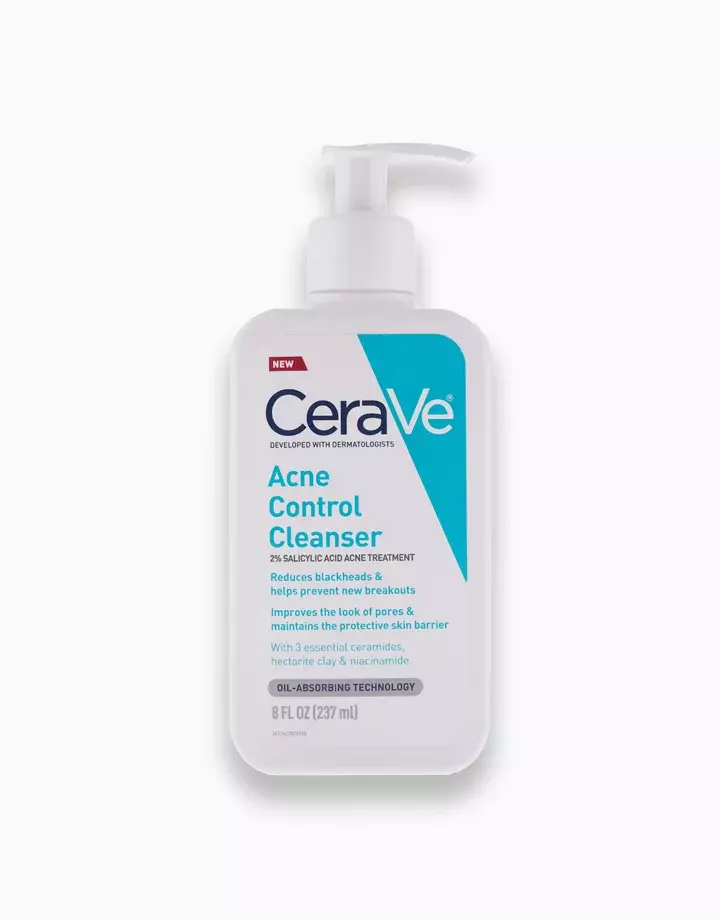 NEW
CeraVe®
DEVELOPED WITH DERMATOLOGISTS
Acne
Control
Cleanser
2% SALICYLIC ACID ACNE TREATMENT
Reduces blackheads &
helps prevent new breakouts
Improves the look of pores &
maintains the protective skin barrier
With 3 essential ceramides,
hectorite clay & niacinamide
OIL-ABSORBING TECHNOLOGY
8 FL OZ (237 ml)